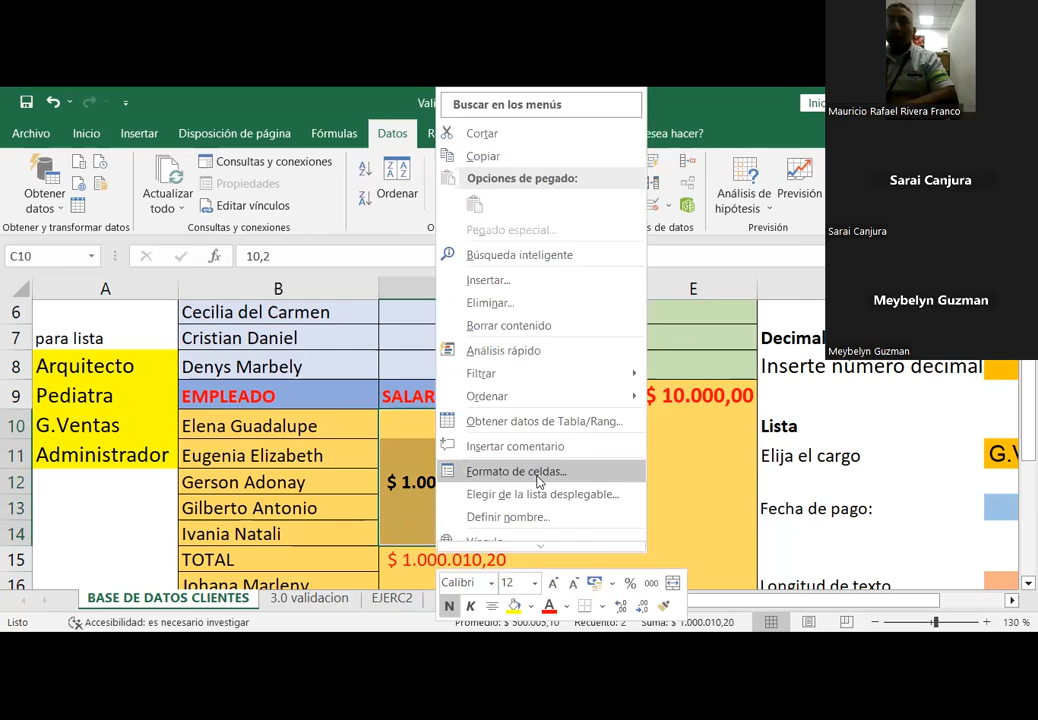 Mauricio Rafael Rivera Franco
Sarai Canjura
Sarai Canjura
Meybelyn Guzman
Meybelyn Guzman
Archivo Inicio Insertar Disposición de página Fórmulas Datos
Obtener datos
Consultas y conexiones
Propiedades
Editar vínculos
Actualizar todo
Ordenar
Análisis de hipótesis
Previsión
Obtener y transformar datos
Consultas y conexiones
Previsión
C10
fx
10,2
A B E
6 Cecilia del Carmen
7 para lista Cristian Daniel
8 Arquitecto Denys Marbely Inserte numero decimal
9 Pediatra EMPLEADO SALAR $ 10.000,00
10 G.Ventas Elena Guadalupe Lista
11 Administrador Eugenia Elizabeth Elija el cargo
12 Gerson Adonay $ 1.00
13 Gilberto Antonio Fecha de pago:
14 Ivania Natali
15 TOTAL $ 1.000.010,20
16 Johana Marleny Longitud de texto
Buscar en los menús
Cortar
Copiar
Opciones de pegado:
Pegado especial...
Búsqueda inteligente
Insertar...
Eliminar...
Borrar contenido
Análisis rápido
Filtrar
Ordenar
Obtener datos de Tabla/Rang...
Insertar comentario
Formato de celdas...
Elegir de la lista desplegable...
Definir nombre...
Calibri 12 % 000
N K A
BASE DE DATOS CLIENTES 3.0 validacion EJERC2
Listo Accesibilidad: es necesario investigar Promedio: $ 500.005,10 Recuento: 2 Suma: $ 1.000.010,20 130 %